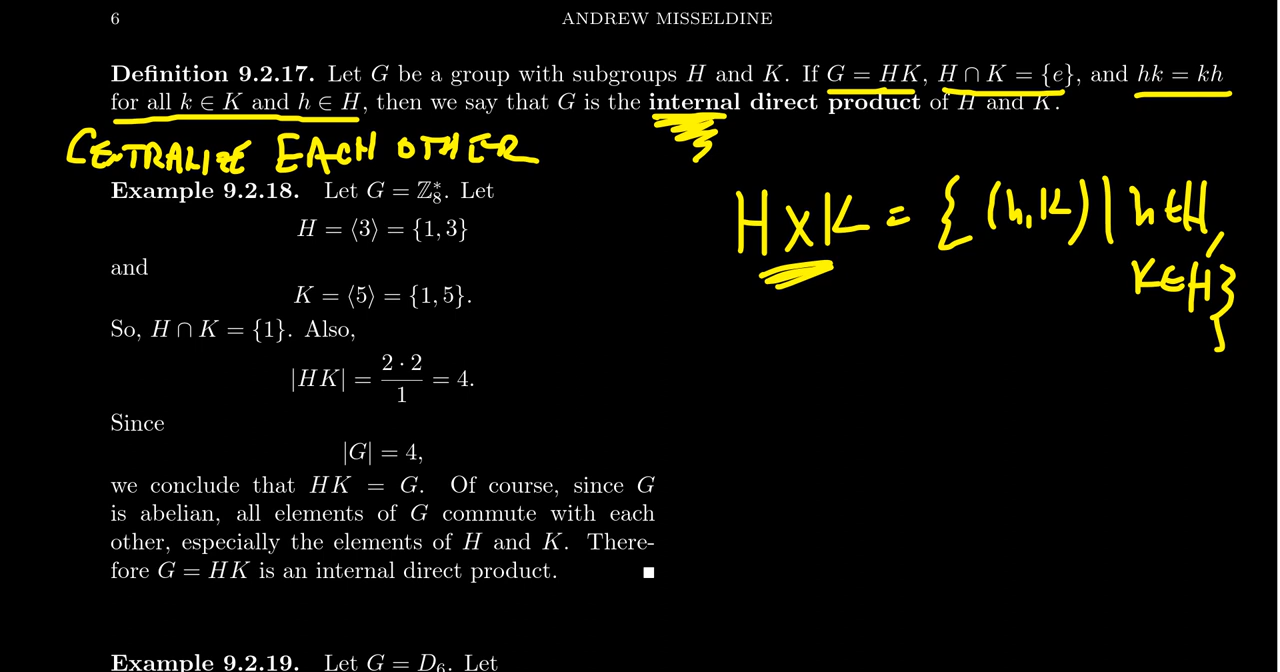 6 ANDREW MISSELDINE
Definition 9.2.17. Let G be a group with subgroups H and K. If G = HK, H ∩ K = {e}, and hk = kh
for all k ∈ K and h ∈ H, then we say that G is the internal direct product of H and K.
CENTRALIZE EACH OTHER
Example 9.2.18. Let G = ℤ₈*. Let
H = ⟨3⟩ = {1, 3}
and
K = ⟨5⟩ = {1, 5}.
So, H ∩ K = {1}. Also,
|HK| = \frac{2 · 2}{1} = 4.
Since
|G| = 4,
we conclude that HK = G. Of course, since G
is abelian, all elements of G commute with each
other, especially the elements of H and K. There-
fore G = HK is an internal direct product. ■
H X K = { (h, K) | h ∈ H,
K ∈ H }
Example 9.2.19. Let G = D₆. Let